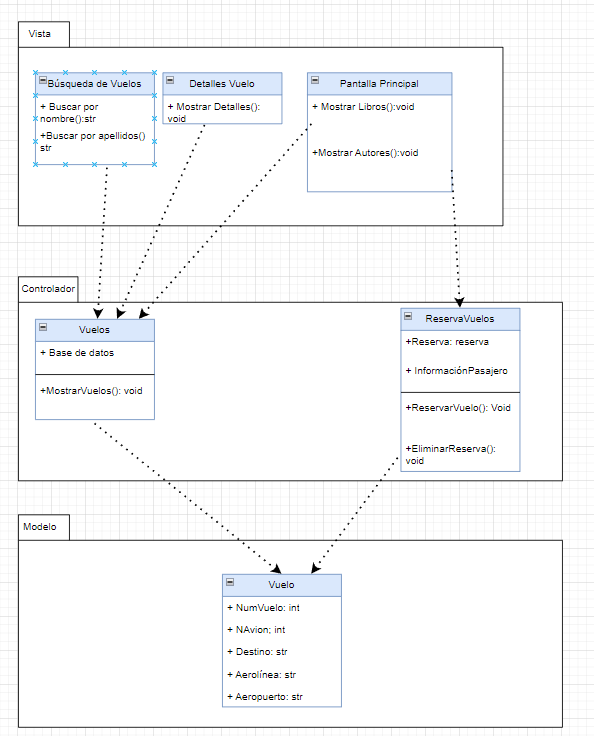 Vista
Búsqueda de Vuelos
+ Buscar por
nombre():str
+Buscar por apellidos()
str
Detalles Vuelo
+ Mostrar Detalles():
void
Pantalla Principal
+ Mostrar Libros():void
+Mostrar Autores():void
Controlador
Vuelos
+ Base de datos
+MostrarVuelos(): void
ReservaVuelos
+Reserva: reserva
+ InformaciónPasajero
+ReservarVuelo(): Void
+EliminarReserva():
void
Modelo
Vuelo
+ NumVuelo: int
+ NAvion; int
+ Destino: str
+ Aerolínea: str
+ Aeropuerto: str